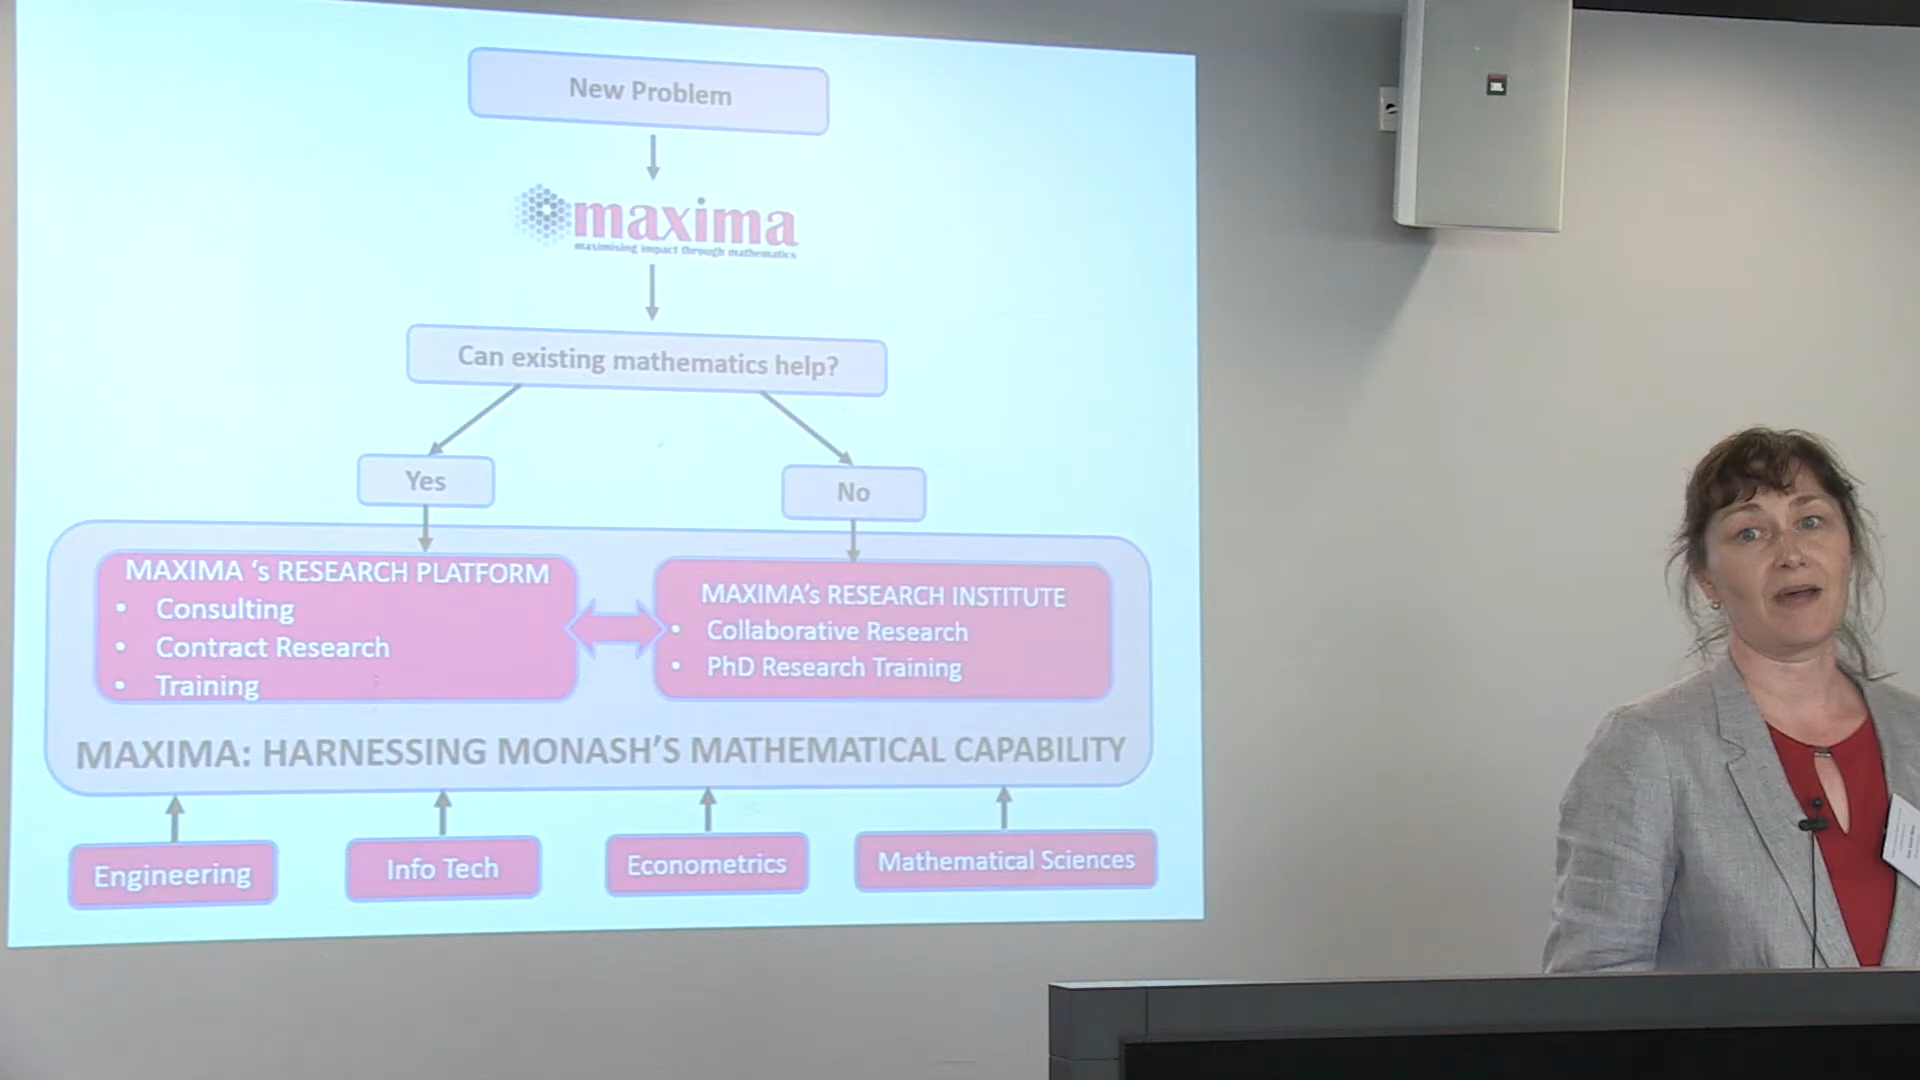 New Problem
maxima
maximising impact through mathematics
Can existing mathematics help?
Yes
No
MAXIMA 's RESEARCH PLATFORM
• Consulting
• Contract Research
• Training
MAXIMA's RESEARCH INSTITUTE
• Collaborative Research
• PhD Research Training
MAXIMA: HARNESSING MONASH'S MATHEMATICAL CAPABILITY
Engineering
Info Tech
Econometrics
Mathematical Sciences